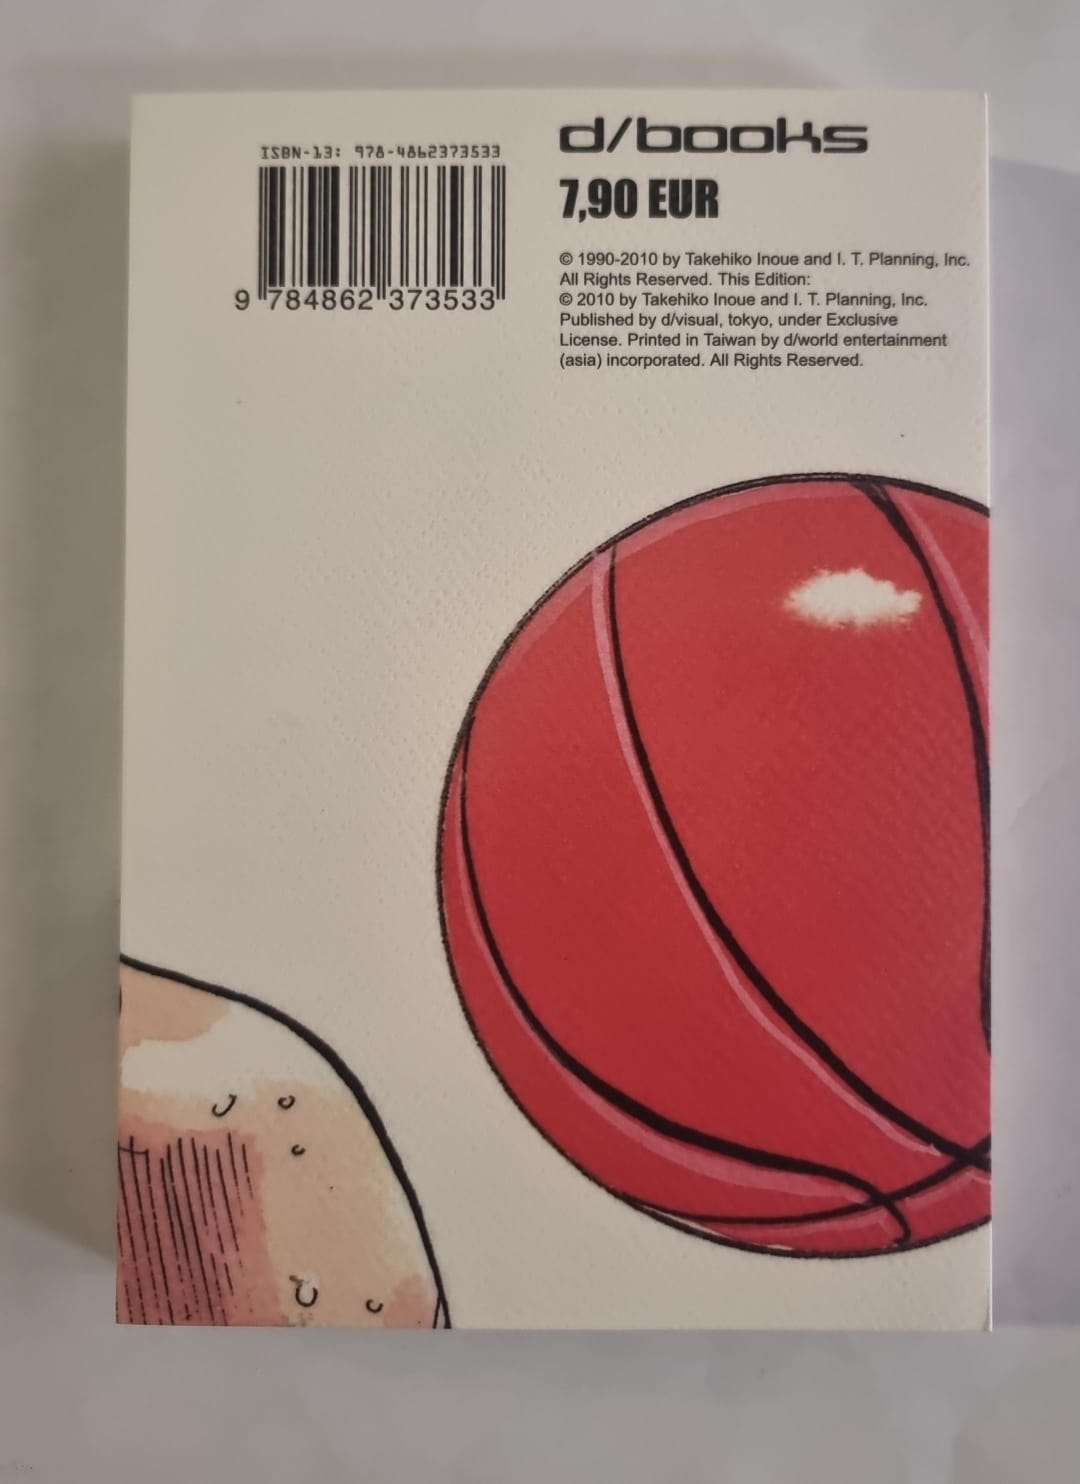 ISBN-13: 978-4862373533
9 784862 373533
d/books
7,90 EUR
© 1990-2010 by Takehiko Inoue and I. T. Planning, Inc.
All Rights Reserved. This Edition:
© 2010 by Takehiko Inoue and I. T. Planning, Inc.
Published by d/visual, tokyo, under Exclusive
License. Printed in Taiwan by d/world entertainment
(asia) incorporated. All Rights Reserved.